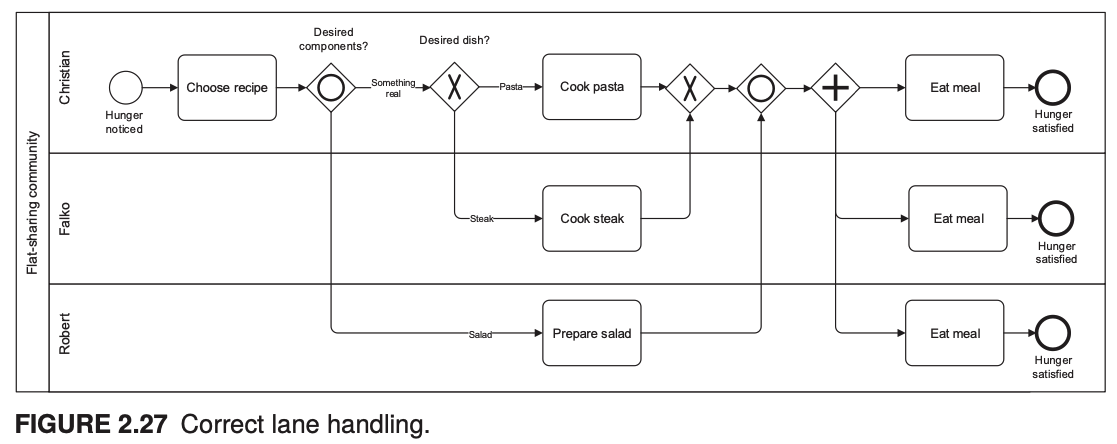 Flat-sharing community
Christian
Hunger
noticed
Choose recipe
Desired
components?
Something
real
Desired dish?
Pasta
Cook pasta
Eat meal
Hunger
satisfied
Falko
Steak
Cook steak
Eat meal
Hunger
satisfied
Robert
Salad
Prepare salad
Eat meal
Hunger
satisfied
FIGURE 2.27 Correct lane handling.